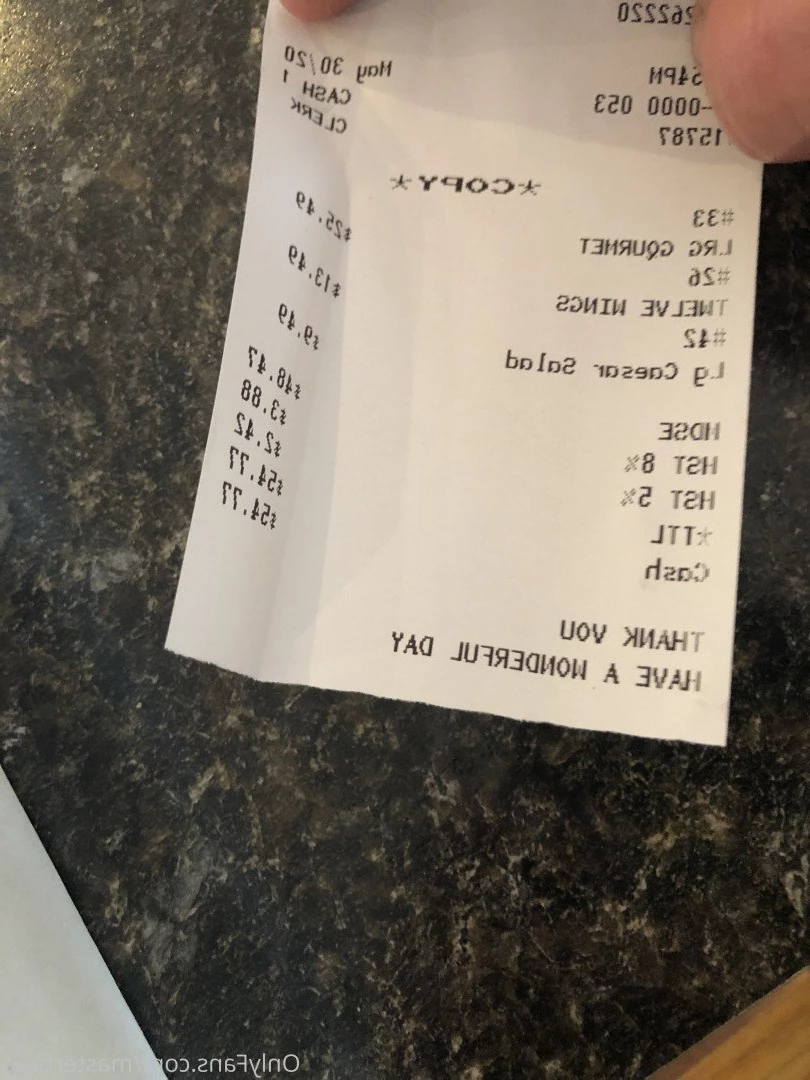 262220
May 30/20
54PM
CASH 1
-0000 053
CLERK
15787
*COPY*
#33
$25.49
LRG GOURMET
#26
$13.49
TWELVE WINGS
#42
$9.49
Lg Caesar Salad
MDSE $48.47
HST 8% $3.88
HST 5% $2.42
*TTL $54.77
Cash $54.77
THANK YOU
HAVE A WONDERFUL DAY
OnlyFans.com/master